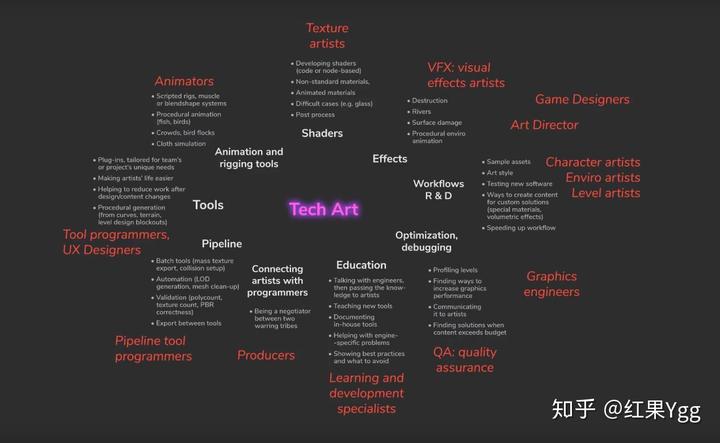 Texture
artists
• Developing shaders
(code or node-based)
• Non-standard materials,
• Animated materials
• Difficult cases (e.g. glass)
• Post process
Shaders
VFX: visual
effects artists
• Destruction
• Rivers
• Surface damage
• Procedural enviro
animation
Effects
Game Designers
Art Director
Character artists
Enviro artists
Level artists
• Sample assets
• Art style
• Testing new software
• Ways to create content
for custom solutions
(special materials,
volumetric effects)
• Speeding up workflow
Workflows
R & D
Animators
• Scripted rigs, muscle
or blendshape systems
• Procedural animation
(fish, birds)
• Crowds, bird flocks
• Cloth simulation
Animation and
rigging tools
• Plug-ins, tailored for team's
or project's unique needs
• Making artists' life easier
• Helping to reduce work after
design/content changes
• Procedural generation
(from curves, terrain,
level design blockouts)
Tools
Tech Art
Tool programmers,
UX Designers
Pipeline
• Batch tools (mass texture
export, collision setup)
• Automation (LOD
generation, mesh clean-up)
• Validation (polycount,
texture count, PBR
correctness)
• Export between tools
Pipeline tool
programmers
Connecting
artists with
programmers
• Being a negotiator
between two
warring tribes
Producers
Education
• Talking with engineers,
then passing the know-
ledge to artists
• Teaching new tools
• Documenting
in-house tools
• Helping with engine-
-specific problems
• Showing best practices
and what to avoid
Learning and
development
specialists
Optimization,
debugging
• Profiling levels
• Finding ways to
increase graphics
performance
• Communicating
it to artists
• Finding solutions when
content exceeds budget
Graphics
engineers
QA: quality
assurance
知乎 @红果Ygg